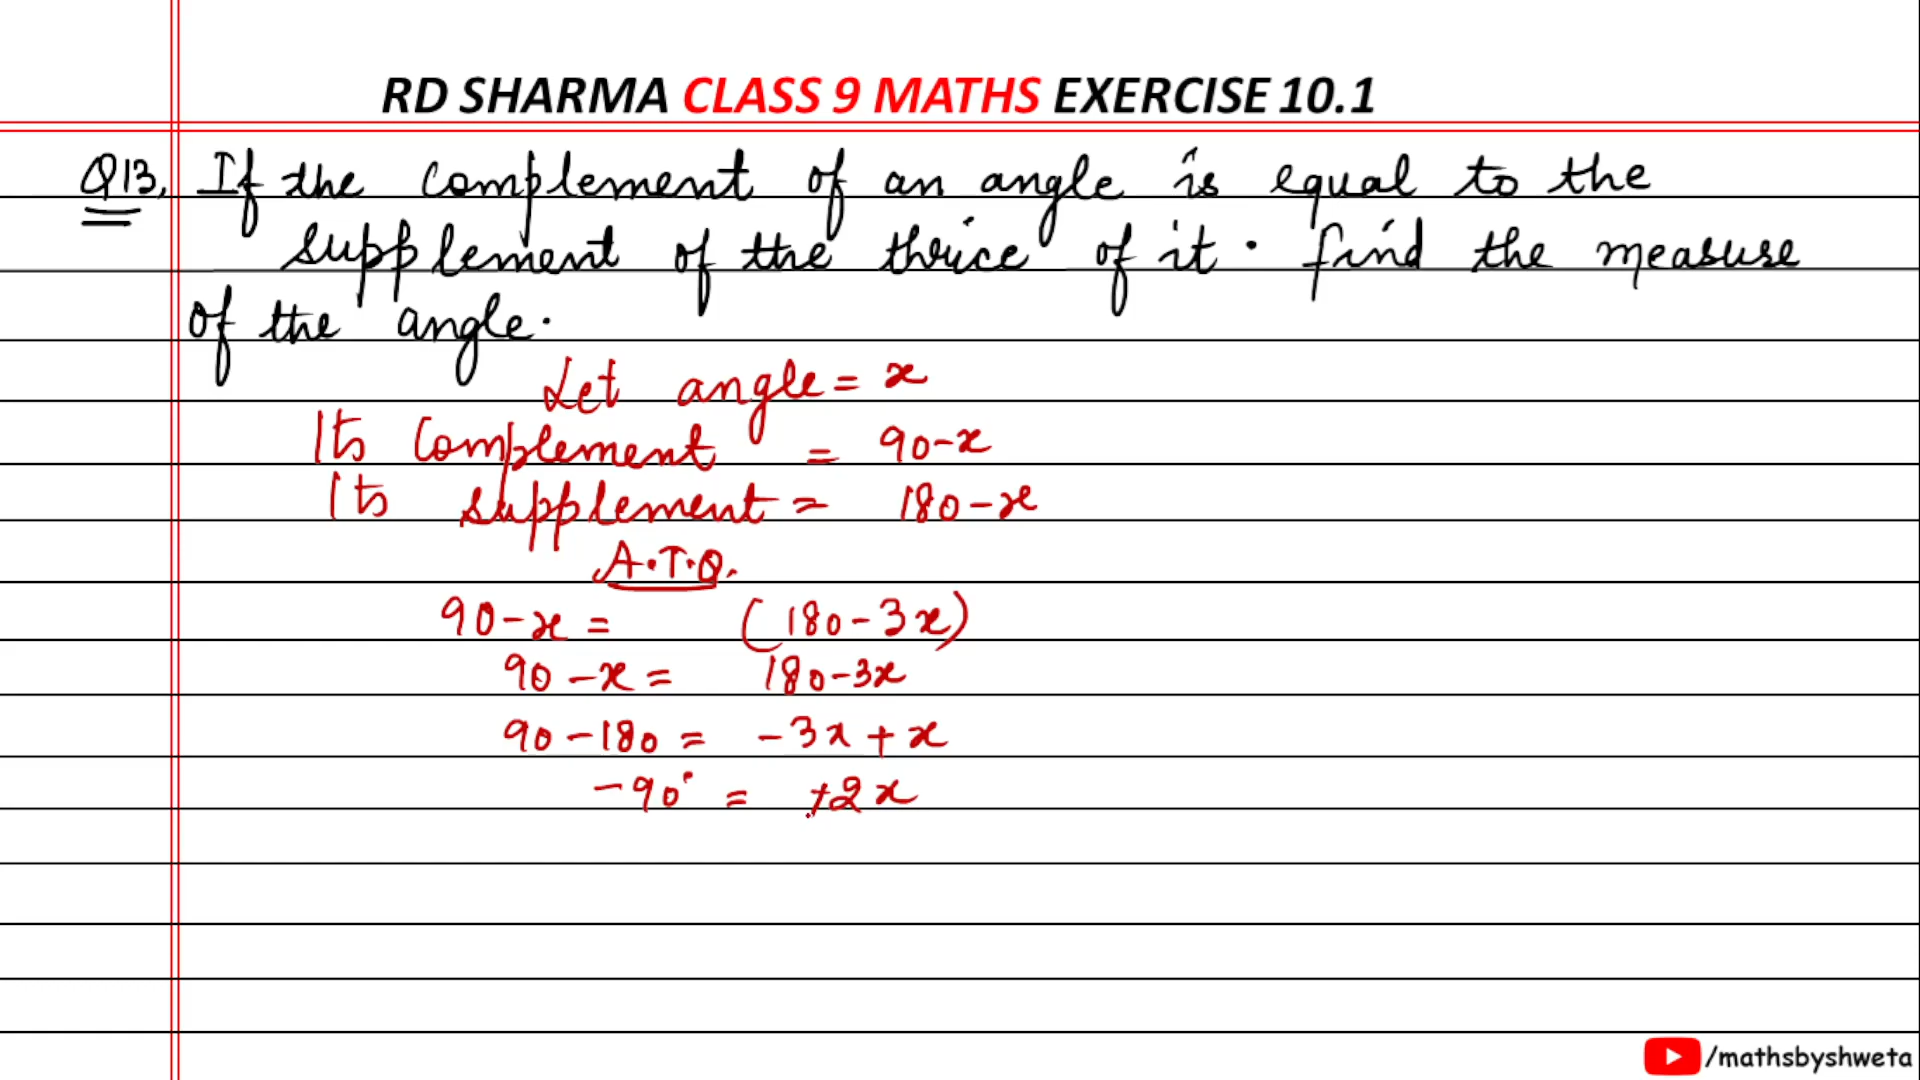 RD SHARMA CLASS 9 MATHS EXERCISE 10.1
Q13. If the complement of an angle is equal to the
supplement of the thrice of it. find the measure
of the angle.
Let angle = x
Its Complement = 90-x
Its supplement = 180-x
A.T.Q.
90-x = (180-3x)
90-x = 180-3x
90-180 = -3x+x
-90° = +2x
/mathsbyshweta